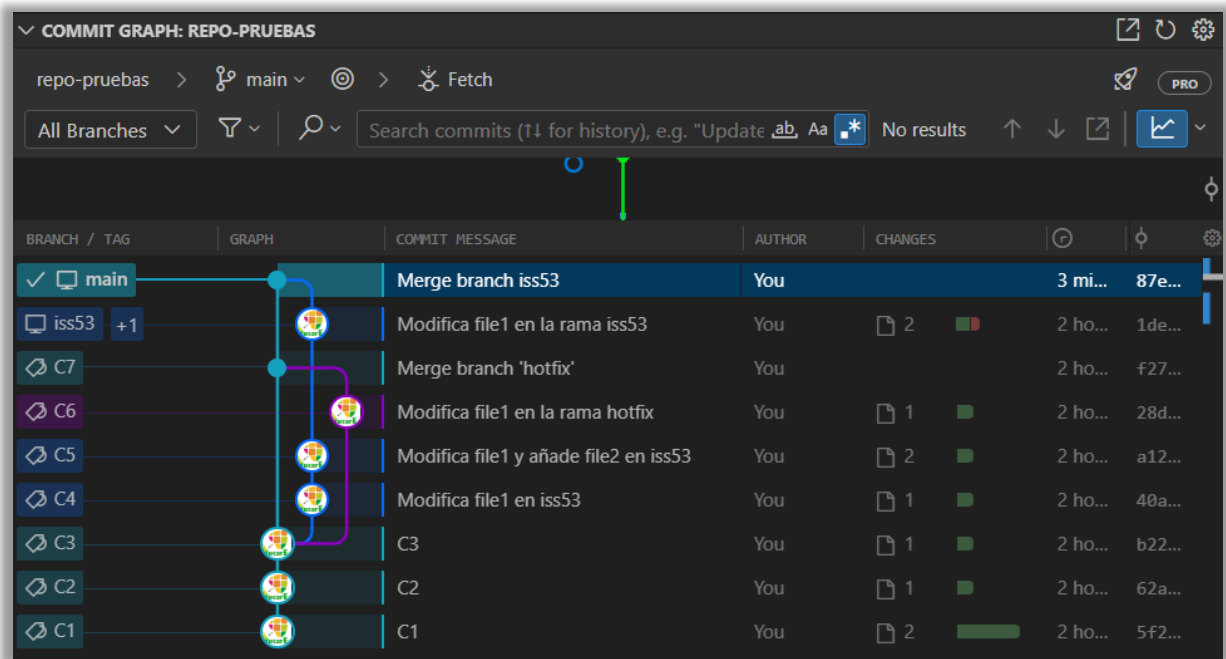 COMMIT GRAPH: REPO-PRUEBAS
repo-pruebas > main > Fetch PRO
All Branches Search commits (↑↓ for history), e.g. "Update ab, Aa .* No results
BRANCH / TAG GRAPH COMMIT MESSAGE AUTHOR CHANGES
main Merge branch iss53 You 3 mi... 87e...
iss53 +1 Modifica file1 en la rama iss53 You 2 2 ho... 1de...
C7 Merge branch 'hotfix' You 2 ho... f27...
C6 Modifica file1 en la rama hotfix You 1 2 ho... 28d...
C5 Modifica file1 y añade file2 en iss53 You 2 2 ho... a12...
C4 Modifica file1 en iss53 You 1 2 ho... 40a...
C3 C3 You 1 2 ho... b22...
C2 C2 You 1 2 ho... 62a...
C1 C1 You 2 2 ho... 5f2...